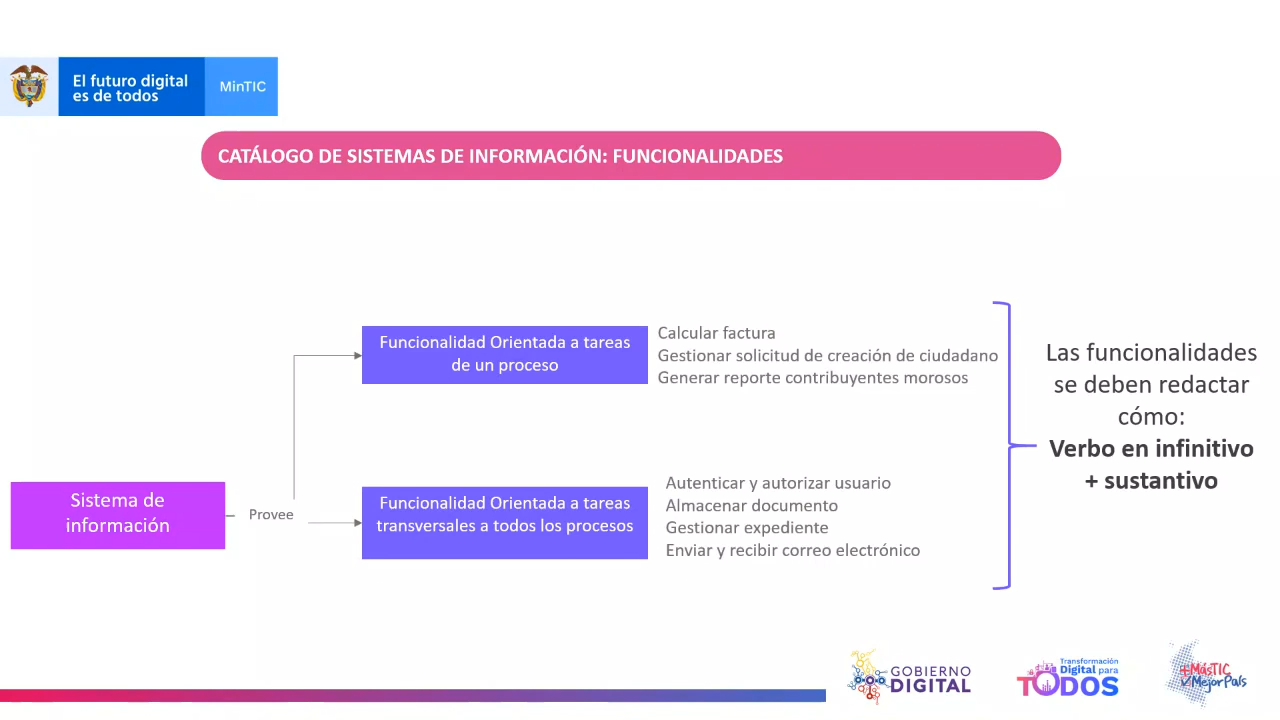 El futuro digital
es de todos
MinTIC
CATÁLOGO DE SISTEMAS DE INFORMACIÓN: FUNCIONALIDADES
Funcionalidad Orientada a tareas
de un proceso
Calcular factura
Gestionar solicitud de creación de ciudadano
Generar reporte contribuyentes morosos
Las funcionalidades
se deben redactar
cómo:
Verbo en infinitivo
+ sustantivo
Sistema de
información
Provee
Funcionalidad Orientada a tareas
transversales a todos los procesos
Autenticar y autorizar usuario
Almacenar documento
Gestionar expediente
Enviar y recibir correo electrónico
GOBIERNO
DIGITAL
Transformación
Digital para
TODOS
+MásTIC
MejorPaís